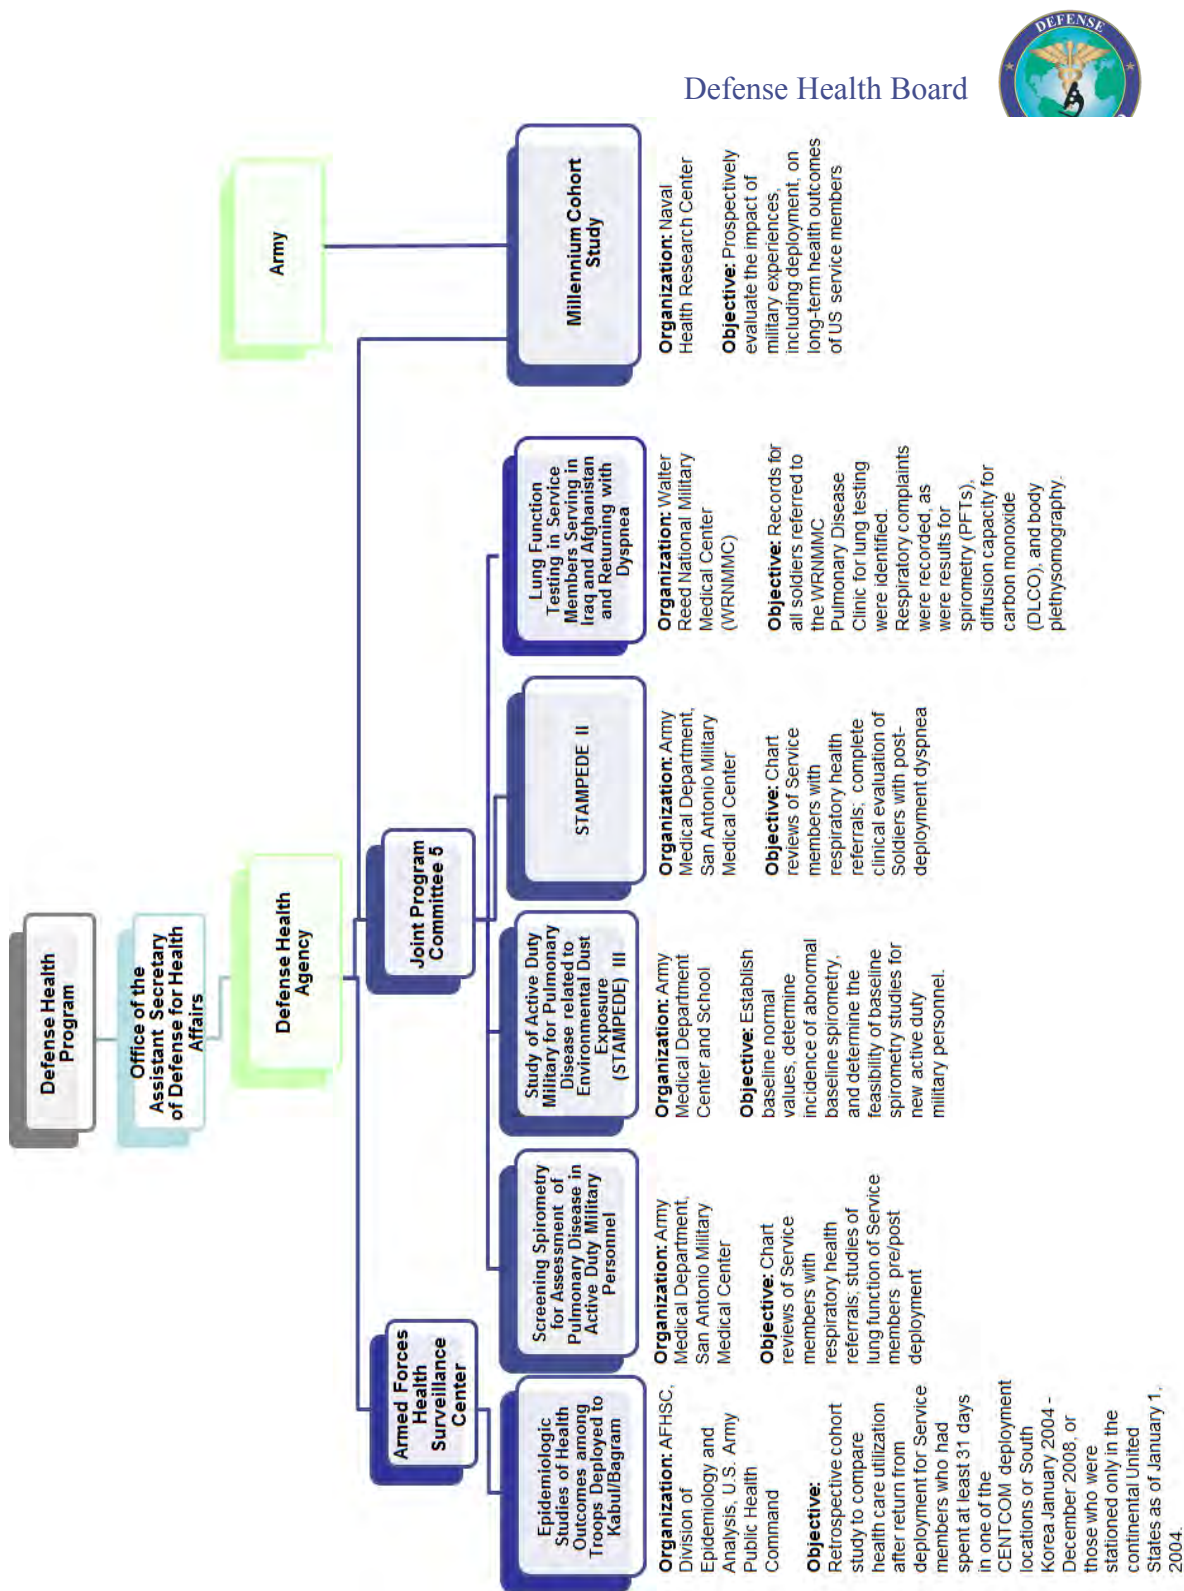 Defense Health Board
DEFENSE
Defense Health
Program
Office of the
Assistant Secretary
of Defense for Health
Affairs
Defense Health
Agency
Army
Armed Forces
Health
Surveillance
Center
Joint Program
Committee 5
Epidemiologic
Studies of Health
Outcomes among
Troops Deployed to
Kabul/Bagram
Organization: AFHSC,
Division of
Epidemiology and
Analysis, U.S. Army
Public Health
Command
Objective:
Retrospective cohort
study to compare
health care utilization
after return from
deployment for Service
members who had
spent at least 31 days
in one of the
CENTCOM deployment
locations or South
Korea January 2004 -
December 2008, or
those who were
stationed only in the
continental United
States as of January 1,
2004.
Screening Spirometry
for Assessment of
Pulmonary Disease in
Active Duty Military
Personnel
Organization: Army
Medical Department,
San Antonio Military
Medical Center
Objective: Chart
reviews of Service
members with
respiratory health
referrals; studies of
lung function of Service
members pre/post
deployment
Study of Active Duty
Military for Pulmonary
Disease related to
Environmental Dust
Exposure
(STAMPEDE) III
Organization: Army
Medical Department
Center and School
Objective: Establish
baseline normal
values, determine
incidence of abnormal
baseline spirometry,
and determine the
feasibility of baseline
spirometry studies for
new active duty
military personnel.
STAMPEDE II
Organization: Army
Medical Department,
San Antonio Military
Medical Center
Objective: Chart
reviews of Service
members with
respiratory health
referrals; complete
clinical evaluation of
Soldiers with post-
deployment dyspnea
Lung Function
Testing in Service
Members Serving in
Iraq and Afghanistan
and Returning with
Dyspnea
Organization: Walter
Reed National Military
Medical Center
(WRNMMC)
Objective: Records for
all soldiers referred to
the WRNMMC
Pulmonary Disease
Clinic for lung testing
were identified.
Respiratory complaints
were recorded, as
were results for
spirometry (PFTs),
diffusion capacity for
carbon monoxide
(DLCO), and body
plethysomography.
Millennium Cohort
Study
Organization: Naval
Health Research Center
Objective: Prospectively
evaluate the impact of
military experiences,
including deployment, on
long-term health outcomes
of US service members